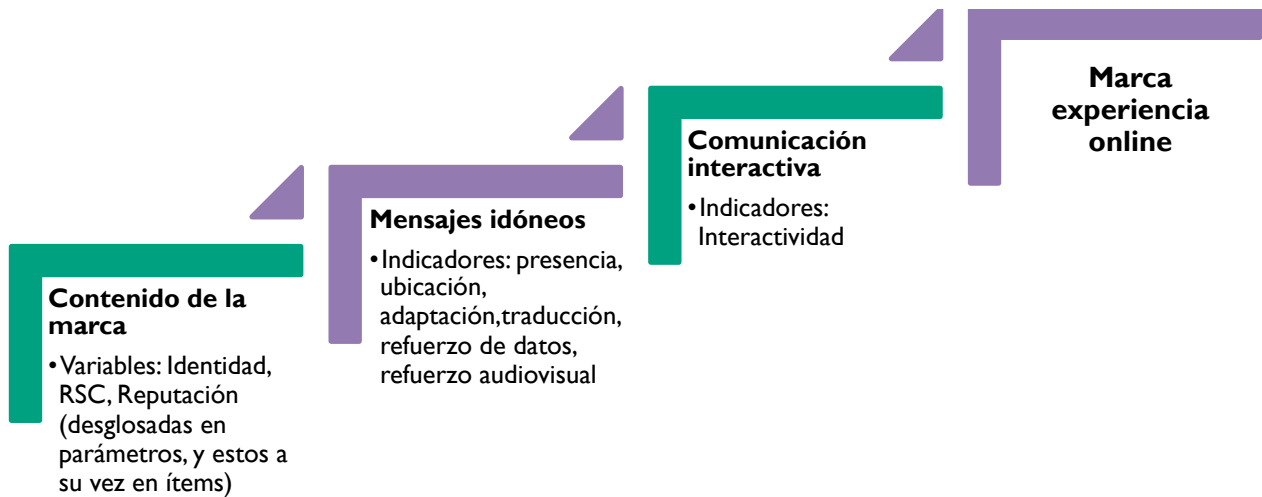 Contenido de la
marca
•Variables: Identidad,
RSC, Reputación
(desglosadas en
parámetros, y estos a
su vez en ítems)
Mensajes idóneos
•Indicadores: presencia,
ubicación,
adaptación,traducción,
refuerzo de datos,
refuerzo audiovisual
Comunicación
interactiva
•Indicadores:
Interactividad
Marca
experiencia
online